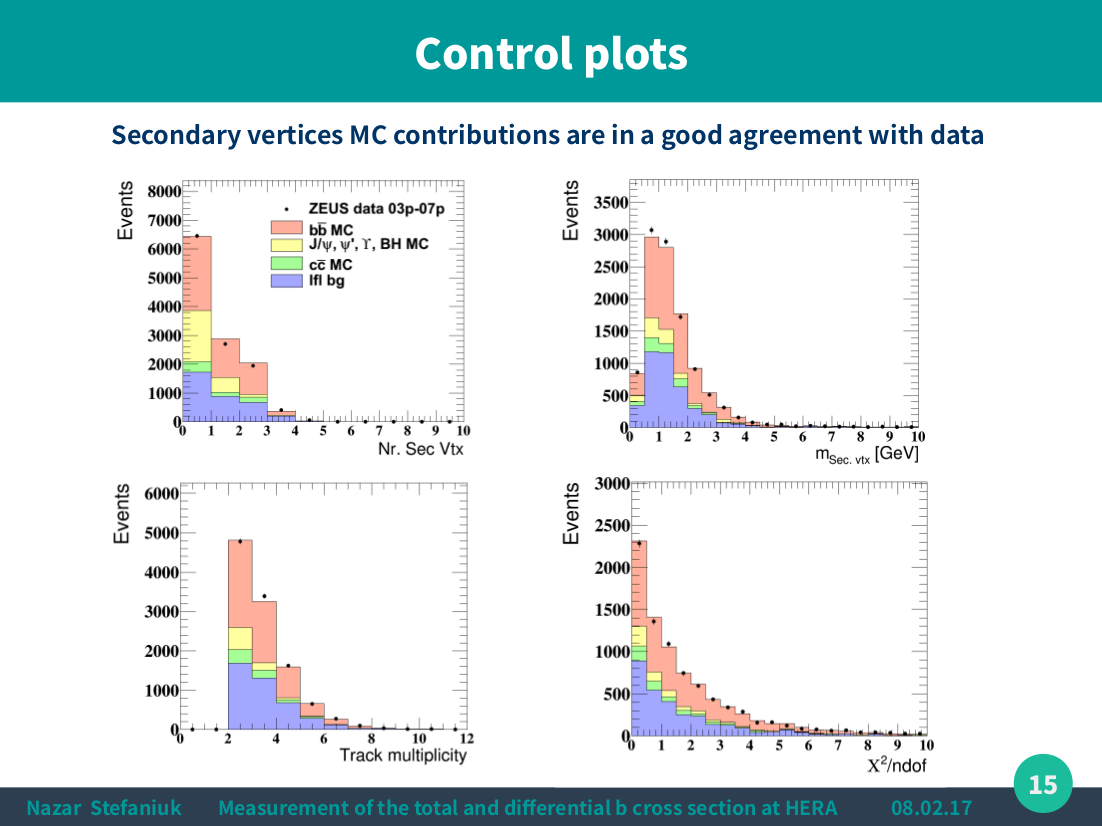 Control plots
Secondary vertices MC contributions are in a good agreement with data
Events
8000
7000
6000
5000
4000
3000
2000
1000
0
0 1 2 3 4 5 6 7 8 9 10
Nr. Sec Vtx
ZEUS data 03p-07p
bb̅ MC
J/ψ, ψ', ϒ, BH MC
cc̅ MC
lfl bg
Events
3500
3000
2500
2000
1500
1000
500
0
0 1 2 3 4 5 6 7 8 9 10
mSec. vtx [GeV]
Events
6000
5000
4000
3000
2000
1000
0
0 2 4 6 8 10 12
Track multiplicity
Events
3000
2500
2000
1500
1000
500
0
0 1 2 3 4 5 6 7 8 9 10
Χ²/ndof
15
Nazar Stefaniuk Measurement of the total and differential b cross section at HERA 08.02.17